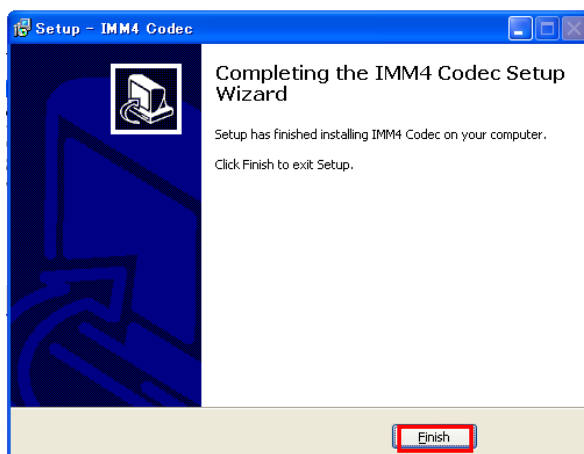 Setup - IMM4 Codec
Completing the IMM4 Codec Setup
Wizard
Setup has finished installing IMM4 Codec on your computer.
Click Finish to exit Setup.
Finish